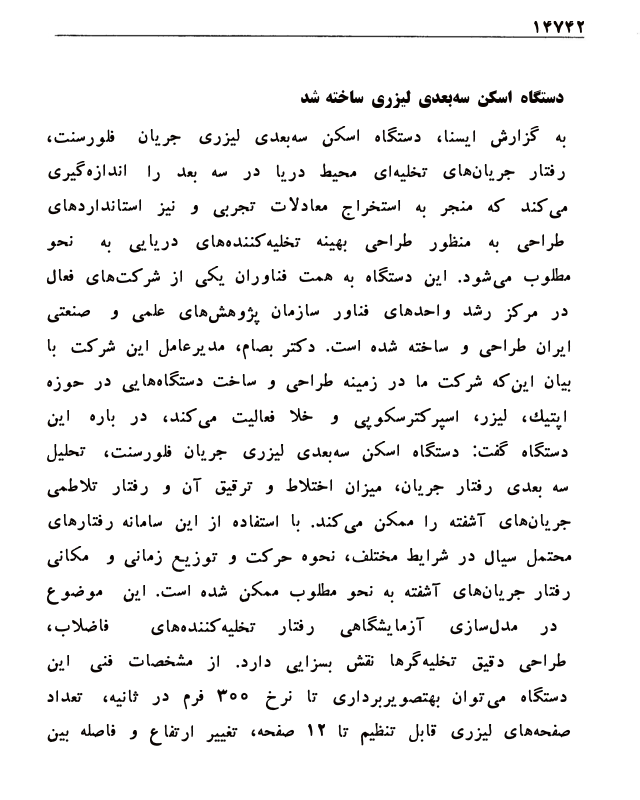 ۱۴۷۴۲
دستگاه اسکن سه‌بعدی لیزری ساخته شد
به گزارش ایسنا، دستگاه اسکن سه‌بعدی لیزری جریان فلورسنت،
رفتار جریان‌های تخلیه‌ای محیط دریا در سه بعد را اندازه‌گیری
می‌کند که منجر به استخراج معادلات تجربی و نیز استانداردهای
طراحی به منظور طراحی بهینه تخلیه‌کننده‌های دریایی به نحو
مطلوب می‌شود. این دستگاه به همت فناوران یکی از شرکت‌های فعال
در مرکز رشد واحدهای فناور سازمان پژوهش‌های علمی و صنعتی
ایران طراحی و ساخته شده است. دکتر بصام، مدیرعامل این شرکت با
بیان این‌که شرکت ما در زمینه طراحی و ساخت دستگاه‌هایی در حوزه
اپتیك، لیزر، اسپرکترسکوپی و خلا فعالیت می‌کند، در باره این
دستگاه گفت: دستگاه اسکن سه‌بعدی لیزری جریان فلورسنت، تحلیل
سه بعدی رفتار جریان، میزان اختلاط و ترقیق آن و رفتار تلاطمی
جریان‌های آشفته را ممکن می‌کند. با استفاده از این سامانه رفتارهای
محتمل سیال در شرایط مختلف، نحوه حرکت و توزیع زمانی و مکانی
رفتار جریان‌های آشفته به نحو مطلوب ممکن شده است. این موضوع
در مدل‌سازی آزمایشگاهی رفتار تخلیه‌کننده‌های فاضلاب،
طراحی دقیق تخلیه‌گرها نقش بسزایی دارد. از مشخصات فنی این
دستگاه می‌توان بهتصویربرداری تا نرخ ۳۰۰ فرم در ثانیه، تعداد
صفحه‌های لیزری قابل تنظیم تا ۱۲ صفحه، تغییر ارتفاع و فاصله بین